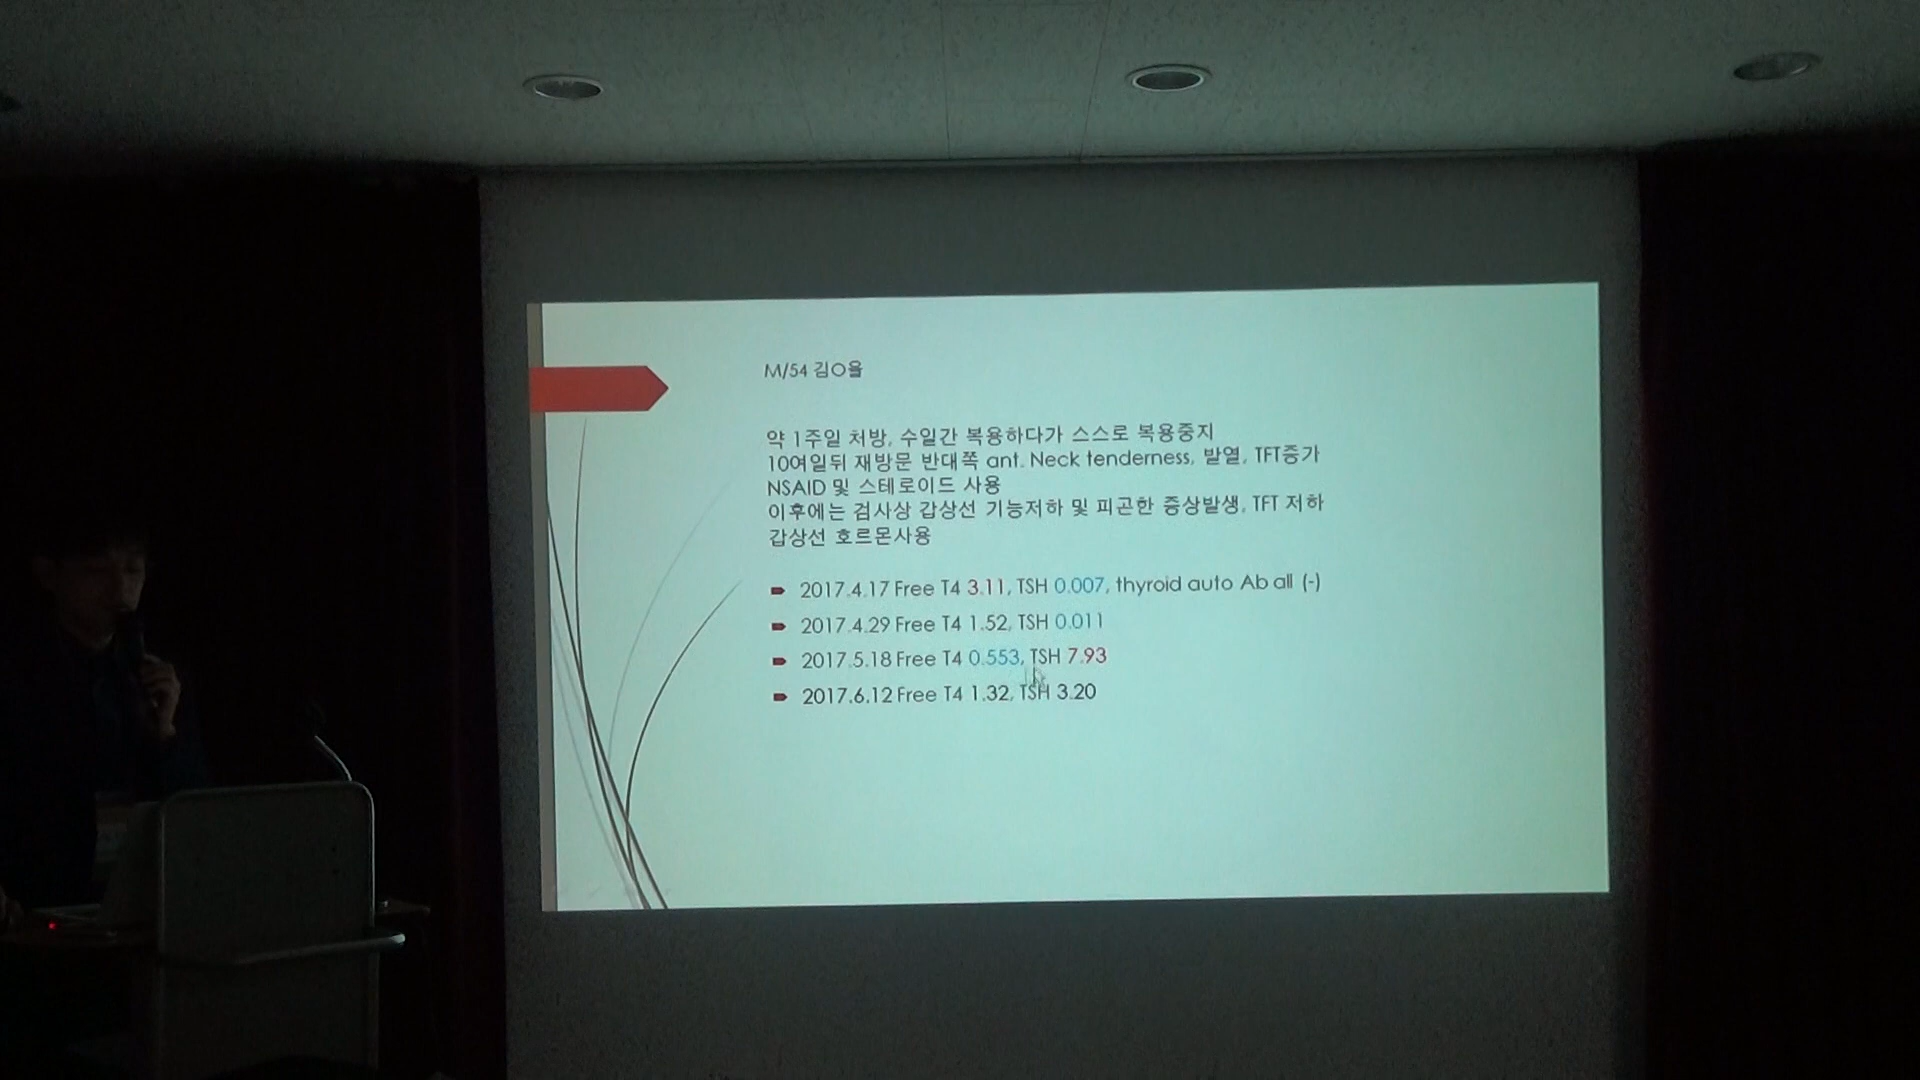 M/54 김O율
약 1주일 처방, 수일간 복용하다가 스스로 복용중지
10여일뒤 재방문 반대쪽 ant. Neck tenderness, 발열, TFT증가
NSAID 및 스테로이드 사용
이후에는 검사상 갑상선 기능저하 및 피곤한 증상발생, TFT 저하
갑상선 호르몬사용
2017.4.17 Free T4 3.11, TSH 0.007, thyroid auto Ab all (-)
2017.4.29 Free T4 1.52, TSH 0.011
2017.5.18 Free T4 0.553, TSH 7.93
2017.6.12 Free T4 1.32, TSH 3.20